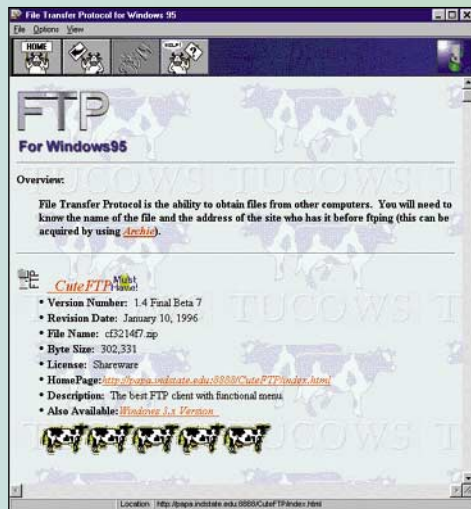 File Transfer Protocol for Windows 95
File Options View
HOME
HELP!
FTP
For Windows95
Overview:
File Transfer Protocol is the ability to obtain files from other computers. You will need to
know the name of the file and the address of the site who has it before ftping (this can be
acquired by using Archie).
FTP
CuteFTP Must Have!
• Version Number: 1.4 Final Beta 7
• Revision Date: January 10, 1996
• File Name: cf3214f7.zip
• Byte Size: 302,331
• License: Shareware
• HomePage:http://papa.indstate.edu:8888/CuteFTP/index.html
• Description: The best FTP client with functional menu
• Also Available:Windows 3.x Version
TUCOWS
Location http://papa.indstate.edu:8888/CuteFTP/index.html